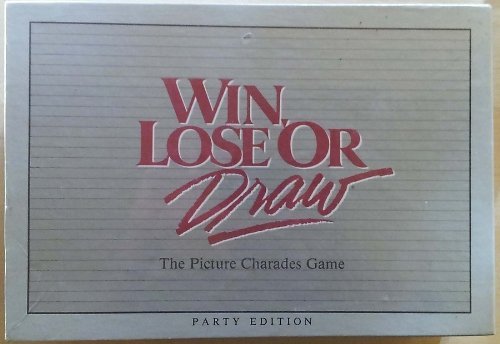 WIN,
LOSE OR
Draw
The Picture Charades Game
PARTY EDITION